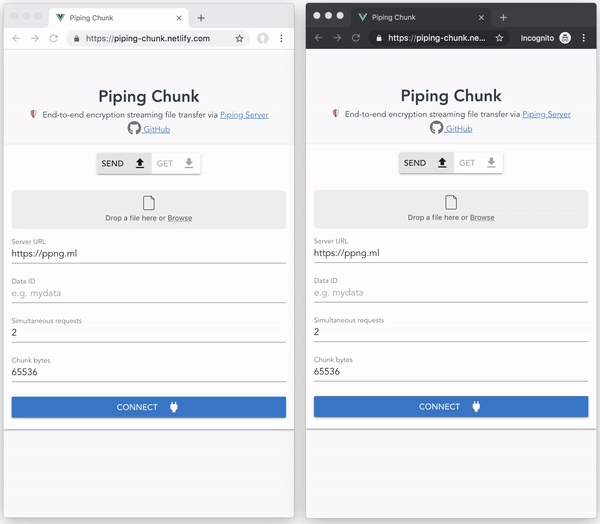 Piping Chunk
https://piping-chunk.netlify.com
Piping Chunk
End-to-end encryption streaming file transfer via Piping Server
GitHub
SEND GET
Drop a file here or Browse
Server URL
https://ppng.ml
Data ID
e.g. mydata
Simultaneous requests
2
Chunk bytes
65536
CONNECT
Piping Chunk
https://piping-chunk.ne... Incognito
Piping Chunk
End-to-end encryption streaming file transfer via Piping Server
GitHub
SEND GET
Drop a file here or Browse
Server URL
https://ppng.ml
Data ID
e.g. mydata
Simultaneous requests
2
Chunk bytes
65536
CONNECT